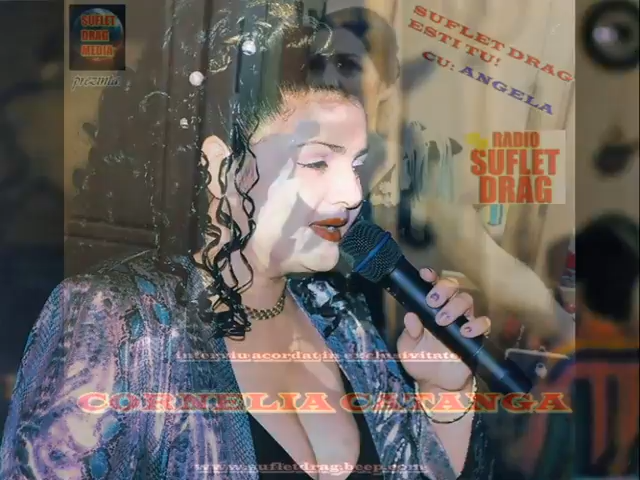 SUFLET
DRAG
MEDIA
prezinta
SUFLET DRAG
ESTI TU!
CU: ANGELA
RADIO
SUFLET
DRAG
interviu acordat in exclusivitate
CORNELIA CATANGA
www.sufletdrag.beep.com